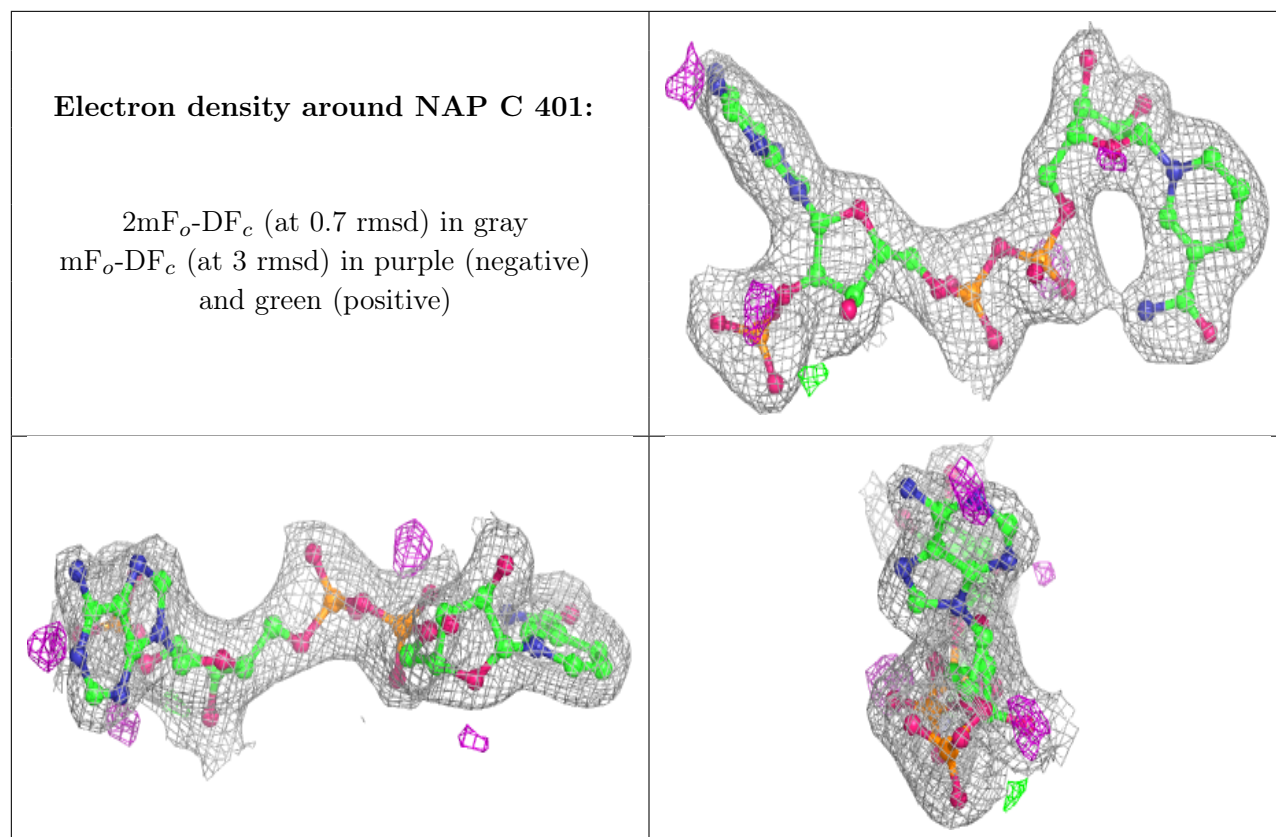 Electron density around NAP C 401:
2mFₒ-DF𝒸 (at 0.7 rmsd) in gray
mFₒ-DF𝒸 (at 3 rmsd) in purple (negative)
and green (positive)